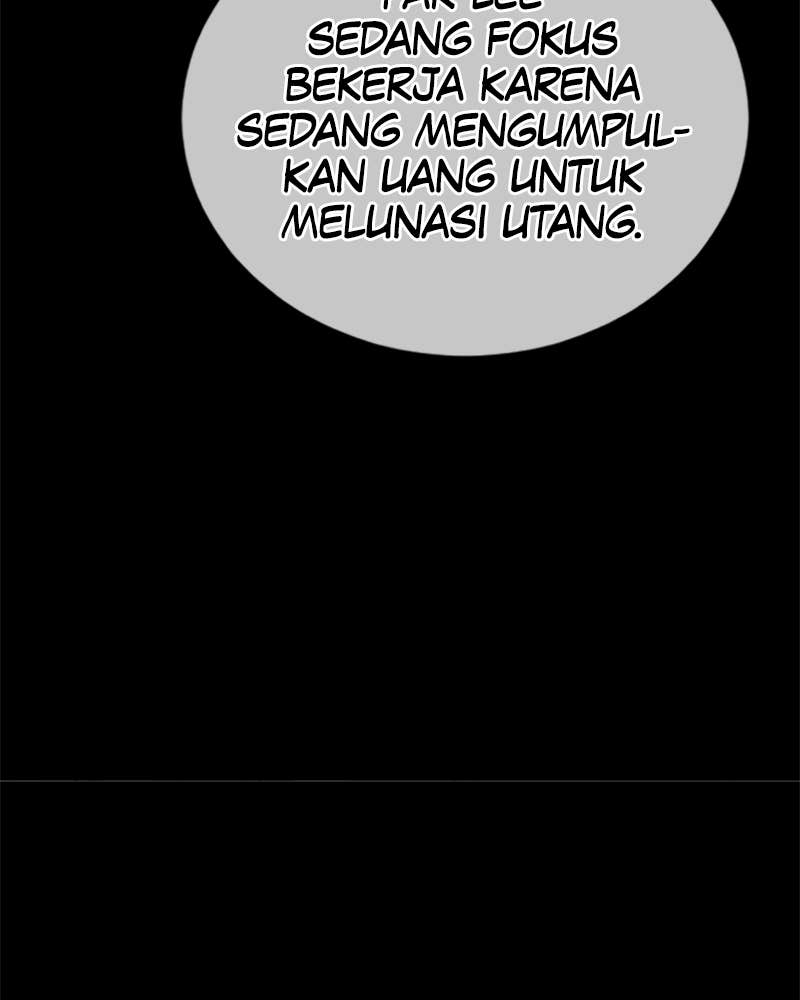 SEDANG FOKUS
BEKERJA KARENA
SEDANG MENGUMPUL-
KAN UANG UNTUK
MELUNASI UTANG.